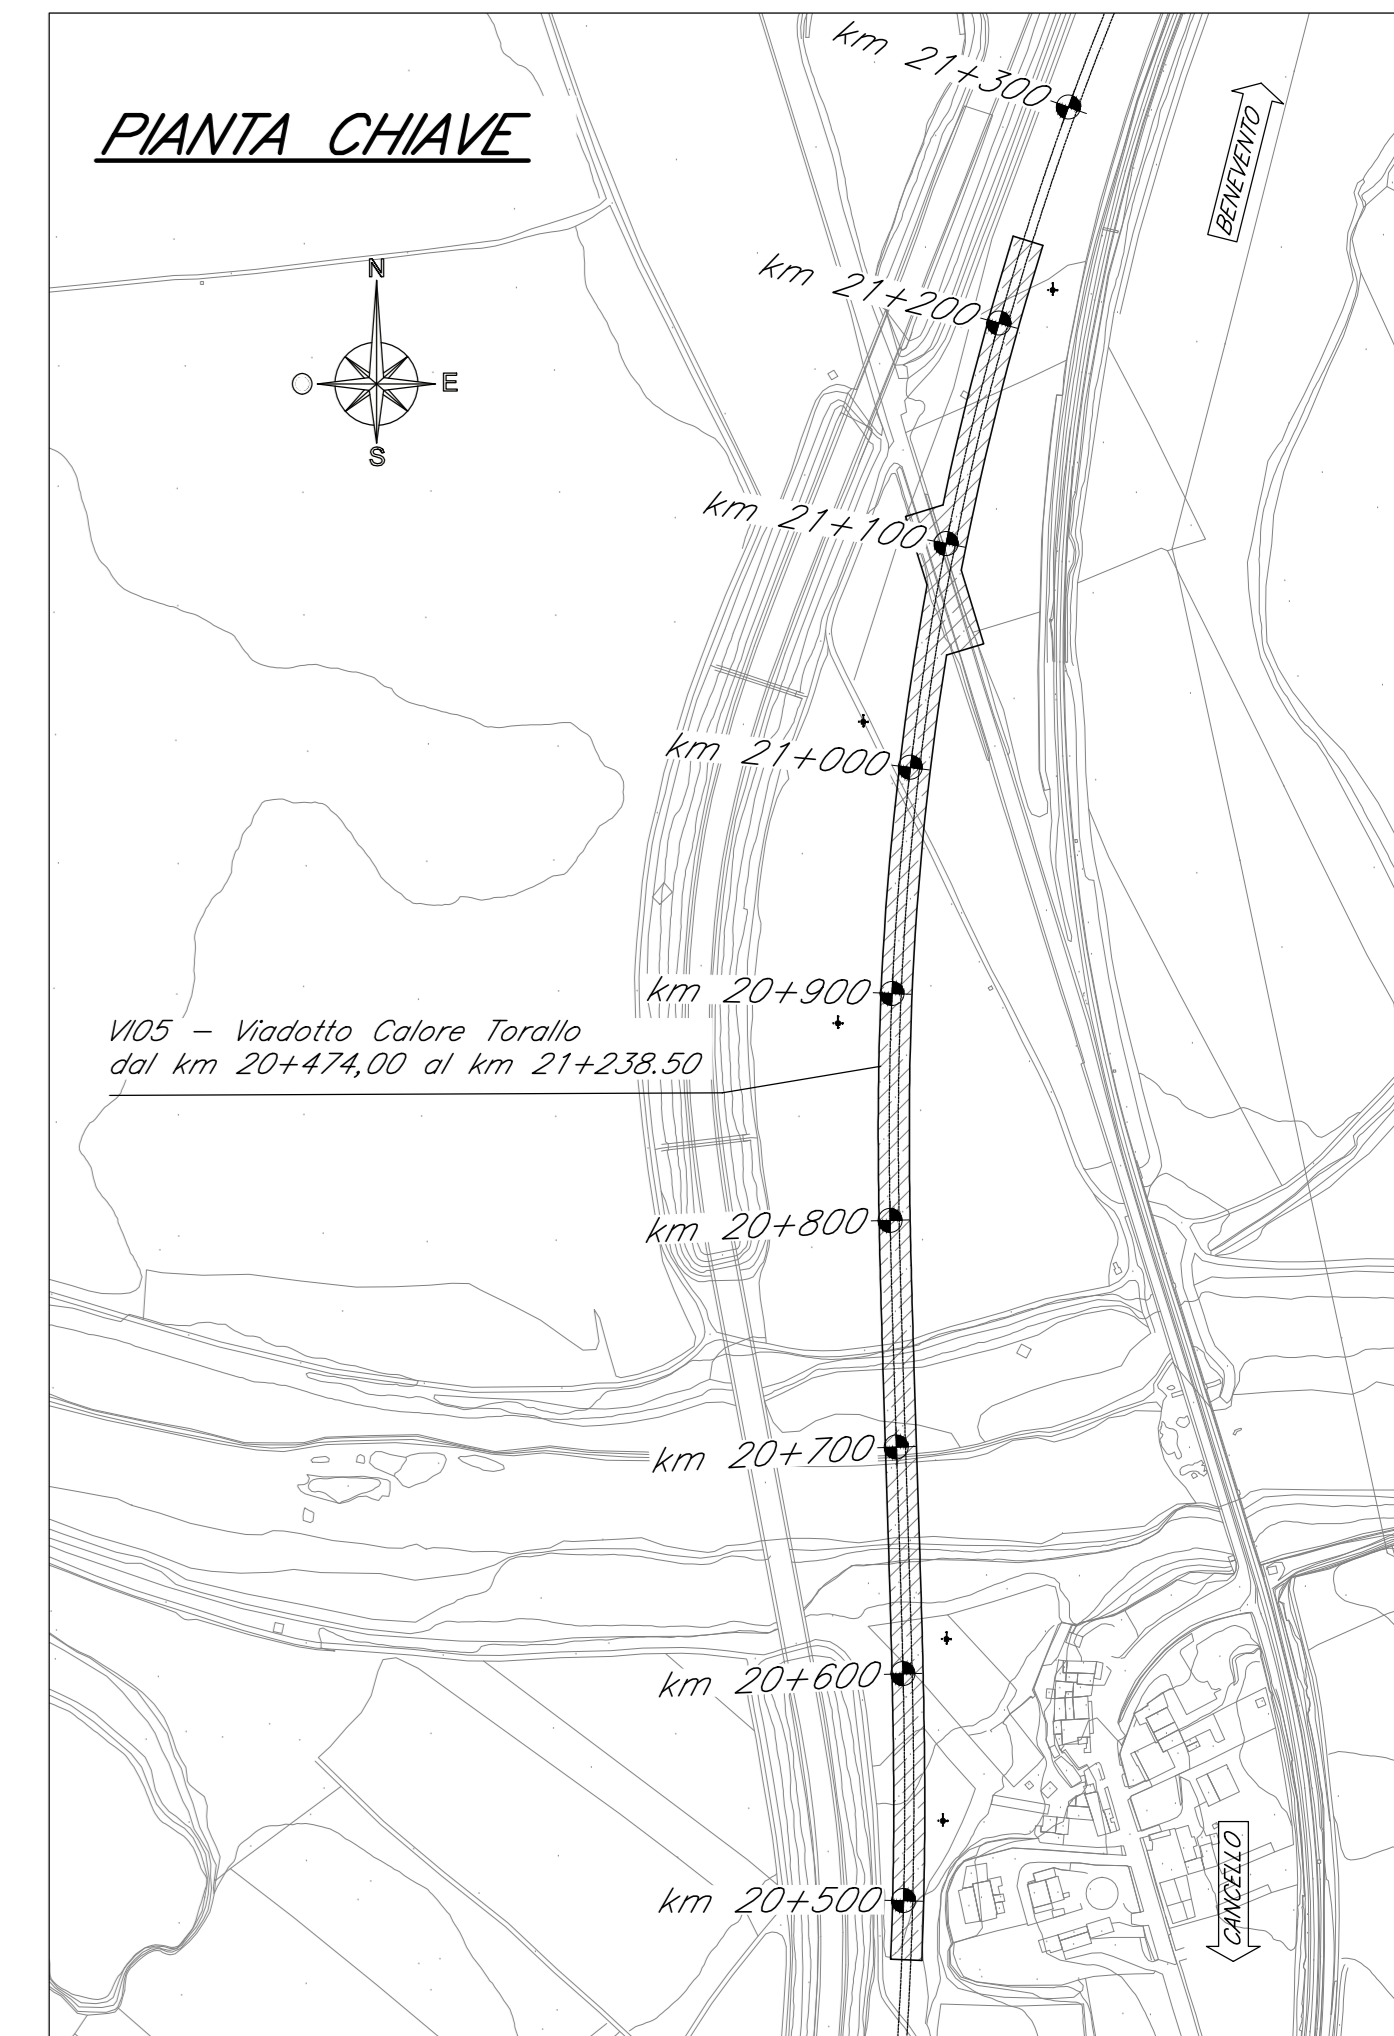 km 21+300
BENEVENTO
PIANTA CHIAVE
N
km 21+200
O
E
S
km 21+100
km 21+000
km 20+900
VI05 - Viadotto Calore Torallo
dal km 20+474,00 al km 21+238.50
km 20+800
km 20+700
km 20+600
CANCELLO
km 20+500